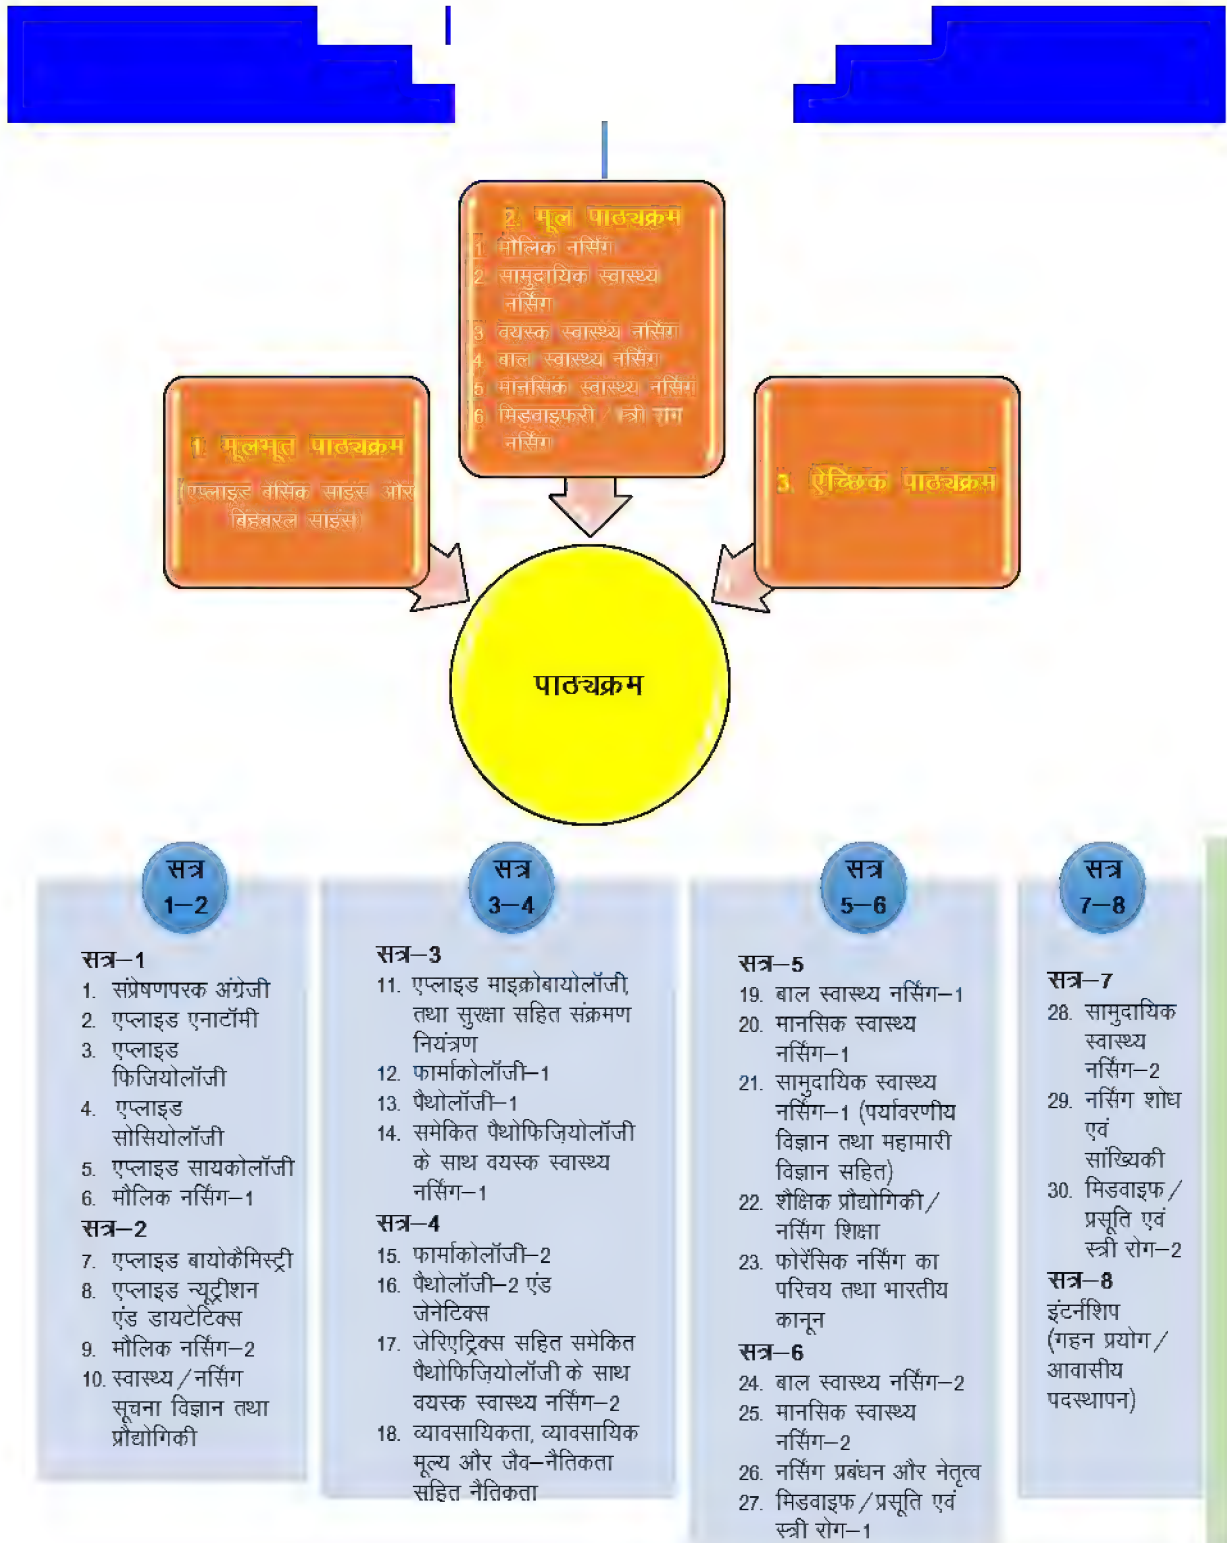 2. मूल पाठ्यक्रम
1. मौलिक नर्सिंग
2. सामुदायिक स्वास्थ्य
नर्सिंग
3 वयस्क स्वास्थ्य नर्सिंग
4 बाल स्वास्थ्य नर्सिंग
5 मानसिक स्वास्थ्य नर्सिंग
6. मिडवाइफरी / स्त्री रोग
नर्सिंग
1. मूलभूत पाठ्यक्रम
(एप्लाइड बेसिक साइंस और
बिहेवरल साइंस)
3. ऐच्छिक पाठ्यक्रम
पाठ्यक्रम
सत्र
1–2
सत्र–1
1. संप्रेषणपरक अंग्रेजी
2. एप्लाइड एनाटॉमी
3. एप्लाइड
फिजियोलॉजी
4. एप्लाइड
सोसियोलॉजी
5. एप्लाइड सायकोलॉजी
6. मौलिक नर्सिंग–1
सत्र–2
7. एप्लाइड बायोकैमिस्ट्री
8. एप्लाइड न्यूट्रीशन
एंड डायटेटिक्स
9. मौलिक नर्सिंग–2
10. स्वास्थ्य / नर्सिंग
सूचना विज्ञान तथा
प्रौद्योगिकी
सत्र
3–4
सत्र–3
11. एप्लाइड माइक्रोबायोलॉजी,
तथा सुरक्षा सहित संक्रमण
नियंत्रण
12. फार्माकोलॉजी–1
13. पैथोलॉजी–1
14. समेकित पैथोफिज़ियोलॉजी
के साथ वयस्क स्वास्थ्य
नर्सिंग–1
सत्र–4
15. फार्माकोलॉजी–2
16. पैथोलॉजी–2 एंड
जेनेटिक्स
17. जेरिएट्रिक्स सहित समेकित
पैथोफिज़ियोलॉजी के साथ
वयस्क स्वास्थ्य नर्सिंग–2
18. व्यावसायिकता, व्यावसायिक
मूल्य और जैव–नैतिकता
सहित नैतिकता
सत्र
5–6
सत्र–5
19. बाल स्वास्थ्य नर्सिंग–1
20. मानसिक स्वास्थ्य
नर्सिंग–1
21. सामुदायिक स्वास्थ्य
नर्सिंग–1 (पर्यावरणीय
विज्ञान तथा महामारी
विज्ञान सहित)
22. शैक्षिक प्रौद्योगिकी /
नर्सिंग शिक्षा
23. फोरेंसिक नर्सिंग का
परिचय तथा भारतीय
कानून
सत्र–6
24. बाल स्वास्थ्य नर्सिंग–2
25. मानसिक स्वास्थ्य
नर्सिंग–2
26. नर्सिंग प्रबंधन और नेतृत्व
27. मिडवाइफ / प्रसूति एवं
स्त्री रोग–1
सत्र
7–8
सत्र–7
28. सामुदायिक
स्वास्थ्य
नर्सिंग–2
29. नर्सिंग शोध
एवं
सांख्यिकी
30. मिडवाइफ /
प्रसूति एवं
स्त्री रोग–2
सत्र–8
इंटर्नशिप
(गहन प्रयोग /
आवासीय
पदस्थापन)